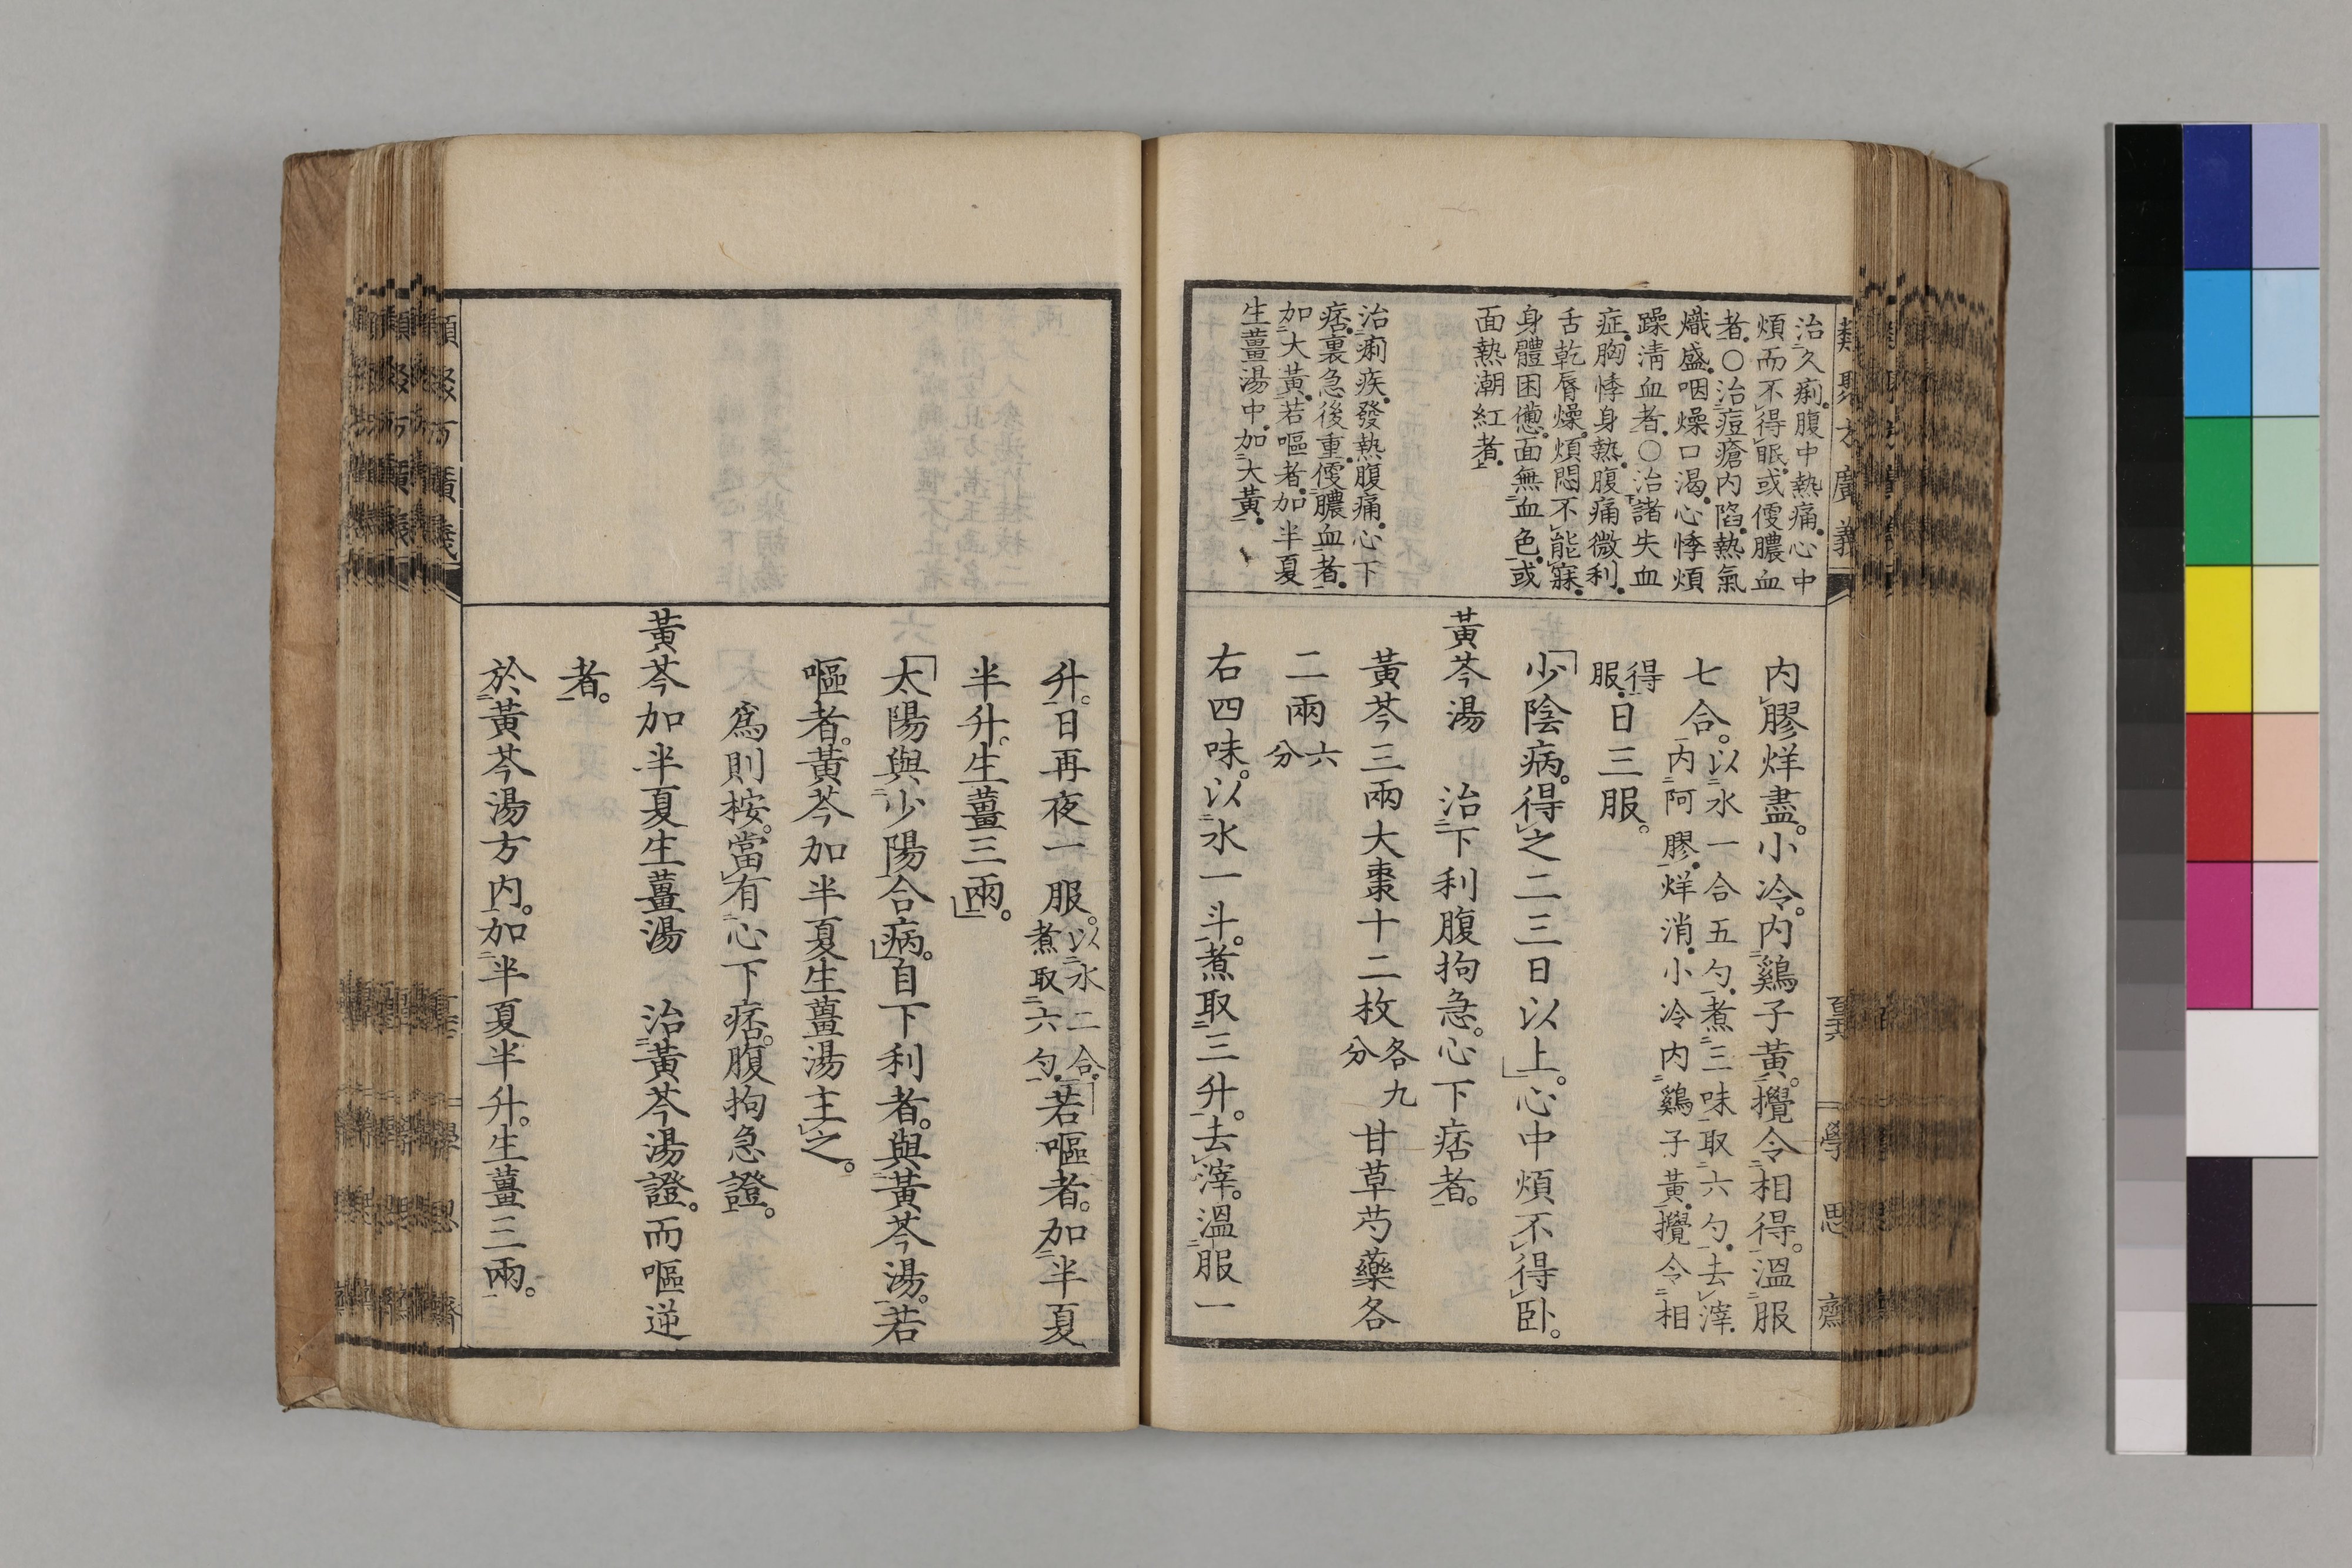 類聚方廣義
治久痢。腹中熱痛。心中
煩而不得眠。或便膿血
者。○治痘瘡內陷。熱氣
熾盛。咽燥口渴。心悸煩
躁淸血者。○治諸失血
症。胸悸身熱。腹痛微利。
舌乾脣燥。煩悶不能寐。
身體困憊。面無血色。或
面熱潮紅者。
治痢疾。發熱腹痛。心下
痞。裏急後重。便膿血者。
加大黃。若嘔者。加半夏
生薑湯中。加大黃。
內膠烊盡。小冷。內鷄子黃。攪令相得。溫服
七合。
以水一合五勺。煮三味。取六勺。去滓。
內阿膠。烊消。小冷內鷄子黃。攪令相
得
服。
日三服。
「少陰病。得之二三日以上」。心中煩不得臥。
黃芩湯 治下利腹拘急。心下痞者。
黃芩三兩大棗十二枚各九分甘草芍藥各
二兩六分
右四味。以水一斗。煮取三升。去滓。溫服一
學思齋
升。日再夜一服。
以水二合。
煮取六勺。
「若嘔者。加半夏
半升。生薑三兩」。
「太陽與少陽合病」。自下利者。與黃芩湯。若
嘔者。黃芩加半夏生薑湯主之。
爲則桉。當有心下痞。腹拘急證。
黃芩加半夏生薑湯 治黃芩湯證。而嘔逆
者。
於黃芩湯方內。加半夏半升。生薑三兩。